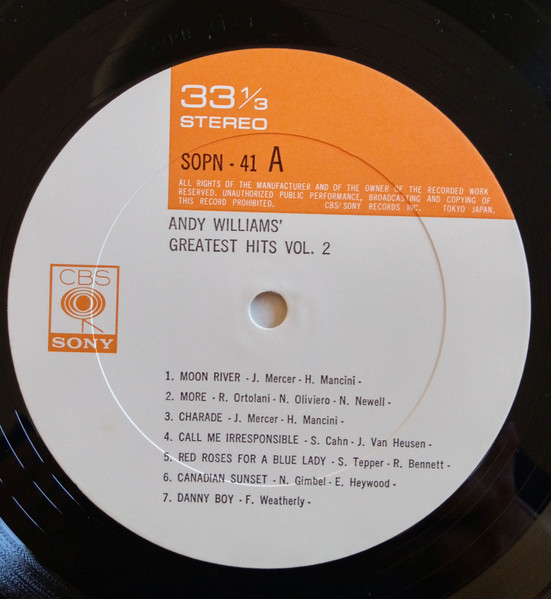 33 1/3
STEREO
SOPN - 41 A
ALL RIGHTS OF THE MANUFACTURER AND OF THE OWNER OF THE RECORDED WORK
RESERVED. UNAUTHORIZED PUBLIC PERFORMANCE, BROADCASTING AND COPYING OF
THIS RECORD PROHIBITED. CBS/SONY RECORDS INC. TOKYO JAPAN.
ANDY WILLIAMS'
GREATEST HITS VOL. 2
CBS
SONY
1. MOON RIVER - J. Mercer - H. Mancini -
2. MORE - R. Ortolani - N. Oliviero - N. Newell -
3. CHARADE - J. Mercer - H. Mancini -
4. CALL ME IRRESPONSIBLE - S. Cahn - J. Van Heusen -
5. RED ROSES FOR A BLUE LADY - S. Tepper - R. Bennett -
6. CANADIAN SUNSET - N. Gimbel - E. Heywood -
7. DANNY BOY - F. Weatherly -